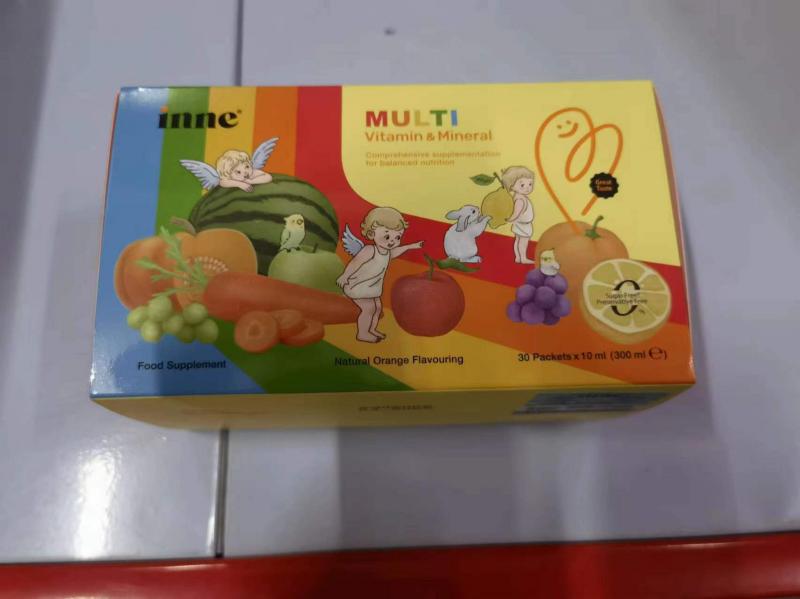 inne®
MULTI
Vitamin & Mineral
Comprehensive supplementation
for balanced nutrition
Great
Taste
Sugar Free*
Preservative Free
Food Supplement
Natural Orange Flavouring
30 Packets x 10 ml (300 ml ℮)